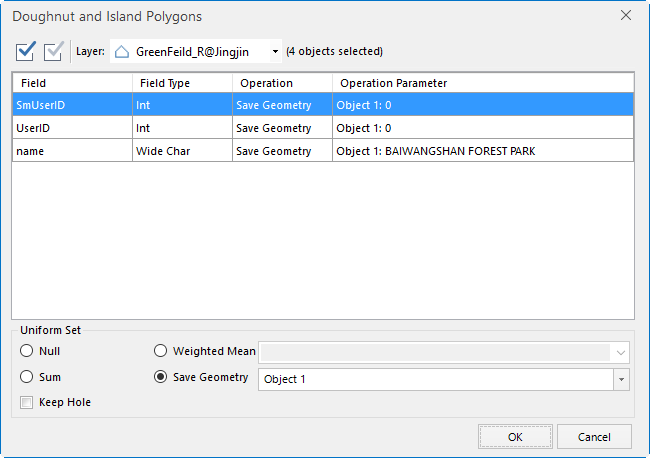 Doughnut and Island Polygons
Layer: GreenFeild_R@Jingjin (4 objects selected)
Field Field Type Operation Operation Parameter
SmUserID Int Save Geometry Object 1: 0
UserID Int Save Geometry Object 1: 0
name Wide Char Save Geometry Object 1: BAIWANGSHAN FOREST PARK
Uniform Set
Null Weighted Mean
Sum Save Geometry Object 1
Keep Hole
OK Cancel